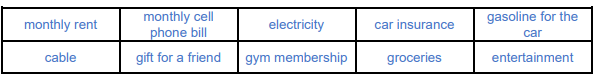 monthly rent
monthly cell
phone bill
electricity
car insurance
gasoline for the
car
cable
gift for a friend
gym membership
groceries
entertainment